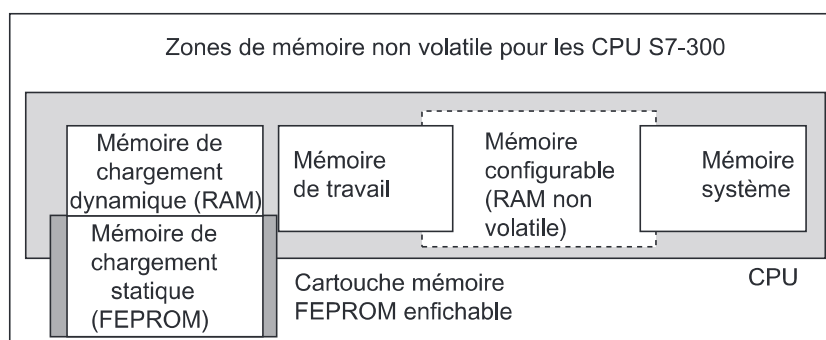 Zones de mémoire non volatile pour les CPU S7-300
Mémoire de
chargement
dynamique (RAM)
Mémoire de
chargement
statique
(FEPROM)
Mémoire
de travail
Mémoire
configurable
(RAM non
volatile)
Mémoire
système
Cartouche mémoire
FEPROM enfichable
CPU